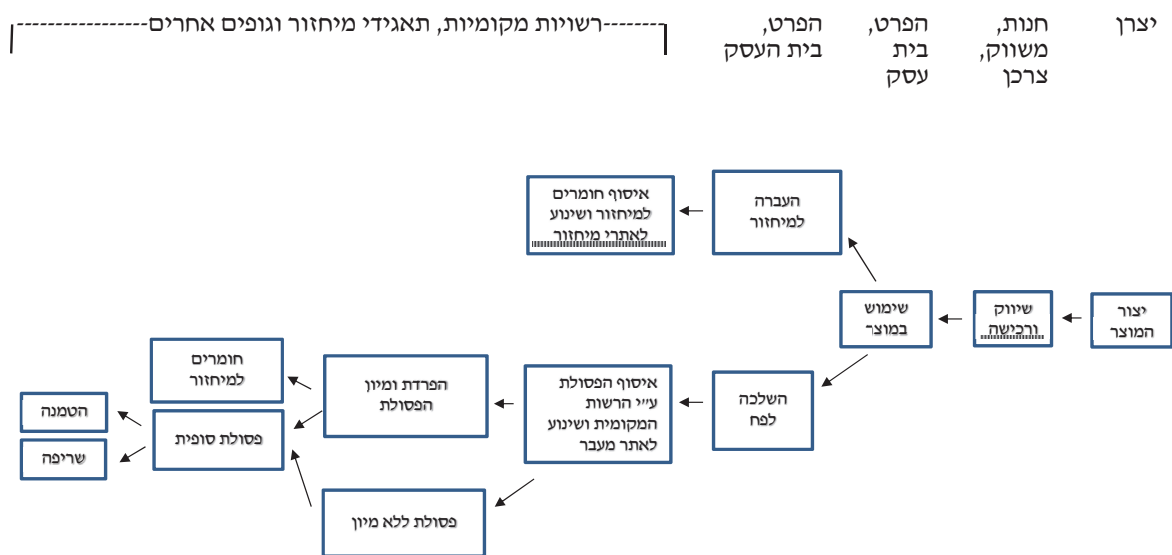 יצרן
חנות,
משווק,
צרכן
הפרט,
בית
עסק
הפרט,
בית העסק
----רשויות מקומיות, תאגידי מיחזור וגופים אחרים-----------------
העברה
למיחזור
איסוף חומרים
למיחזור ושינוע
לאתרי מיחזור
יצור
המוצר
שיווק
ורכישה
שימוש
במוצר
השלכה
לפח
איסוף הפסולת
ע״י הרשות
המקומית ושינוע
לאתר מעבר
הפרדת ומיון
הפסולת
חומרים
למיחזור
פסולת סופית
הטמנה
שריפה
פסולת ללא מיון